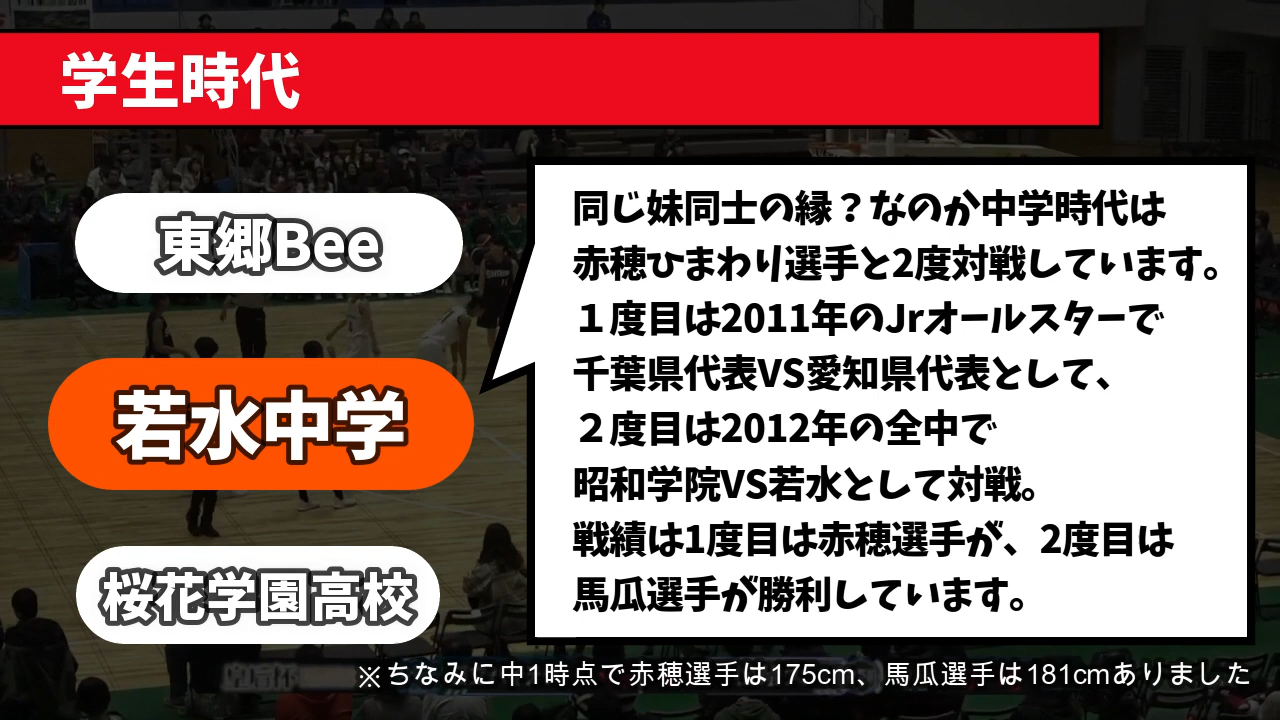 学生時代
東郷Bee
若水中学
桜花学園高校
同じ妹同士の縁？なのか中学時代は
赤穂ひまわり選手と2度対戦しています。
１度目は2011年のJrオールスターで
千葉県代表VS愛知県代表として、
２度目は2012年の全中で
昭和学院VS若水として対戦。
戦績は1度目は赤穂選手が、2度目は
馬瓜選手が勝利しています。
※ちなみに中1時点で赤穂選手は175cm、馬瓜選手は181cmありました